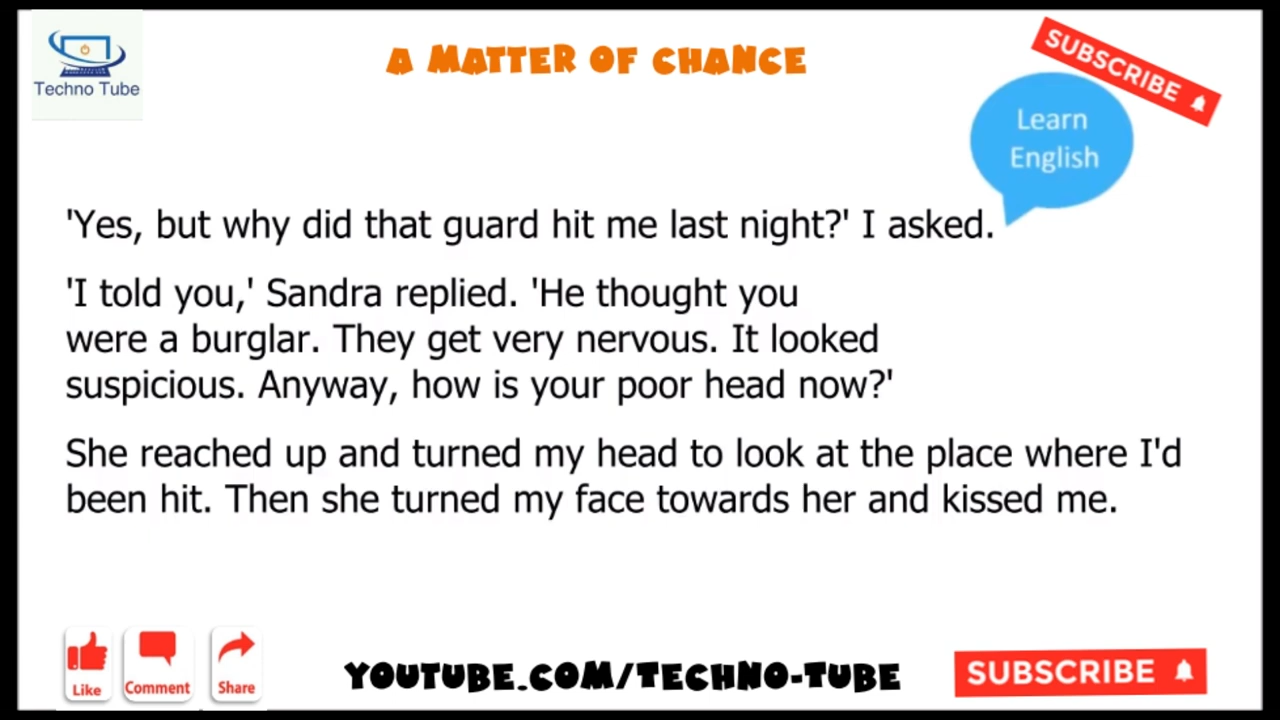 Techno Tube
A MATTER OF CHANCE
SUBSCRIBE
Learn
English
'Yes, but why did that guard hit me last night?' I asked.
'I told you,' Sandra replied. 'He thought you
were a burglar. They get very nervous. It looked
suspicious. Anyway, how is your poor head now?'
She reached up and turned my head to look at the place where I'd
been hit. Then she turned my face towards her and kissed me.
Like
Comment
Share
YOUTUBE.COM/TECHNO-TUBE
SUBSCRIBE